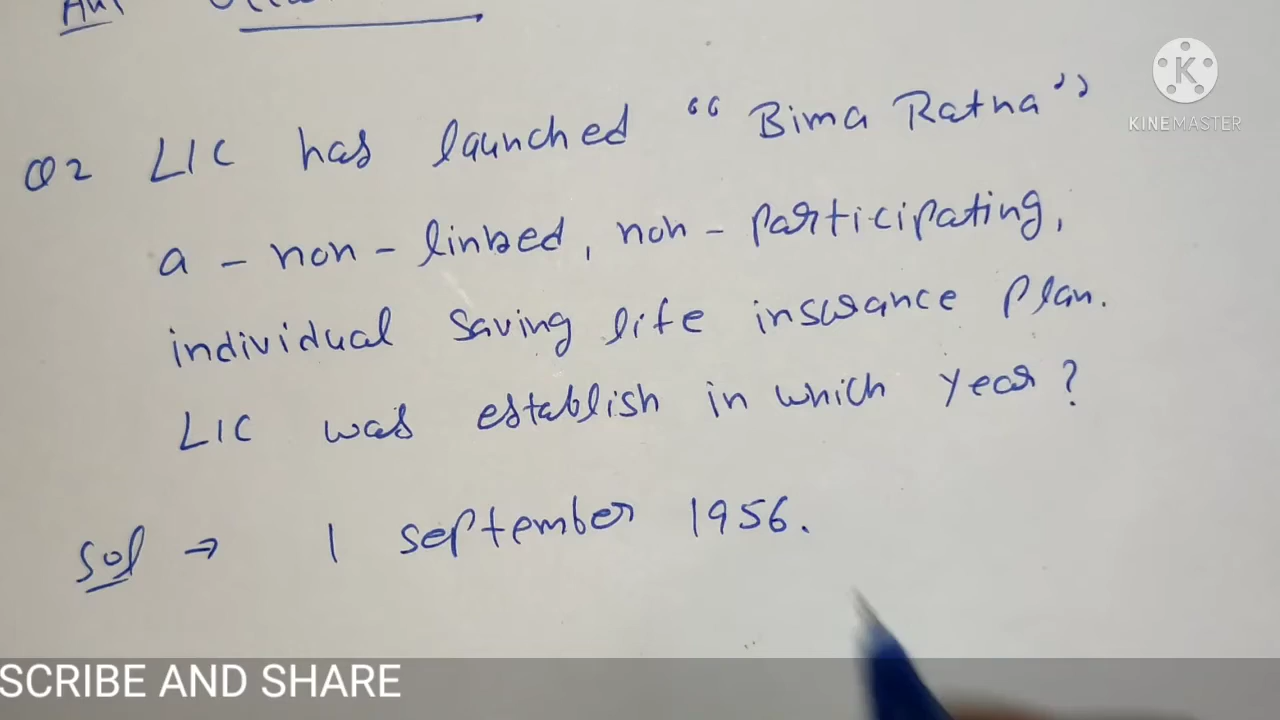 Ans
KINEMASTER
Q2 LIC has launched "Bima Ratna"
a - non - linked, non - participating,
individual saving life insurance plan.
LIC was establish in which year?
Sol → 1 september 1956.
SCRIBE AND SHARE